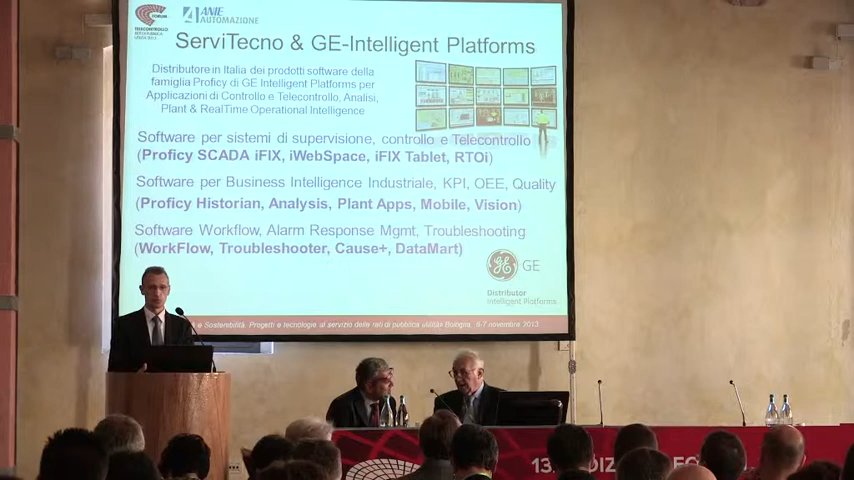 FORUM
TELECONTROLLO
ANIE
AUTOMAZIONE
ServiTecno & GE-Intelligent Platforms
Distributore in Italia dei prodotti software della
famiglia Proficy di GE Intelligent Platforms per
Applicazioni di Controllo e Telecontrollo, Analisi,
Plant & RealTime Operational Intelligence
Software per sistemi di supervisione, controllo e Telecontrollo
(Proficy SCADA iFIX, iWebSpace, iFIX Tablet, RTOi)
Software per Business Intelligence Industriale, KPI, OEE, Quality
(Proficy Historian, Analysis, Plant Apps, Mobile, Vision)
Software Workflow, Alarm Response Mgmt, Troubleshooting
(WorkFlow, Troubleshooter, Cause+, DataMart)
GE
Distributor
Intelligent Platforms
e Sostenibilità. Progetti e tecnologie al servizio delle reti di pubblica utilità Bologna, 6-7 novembre 2013